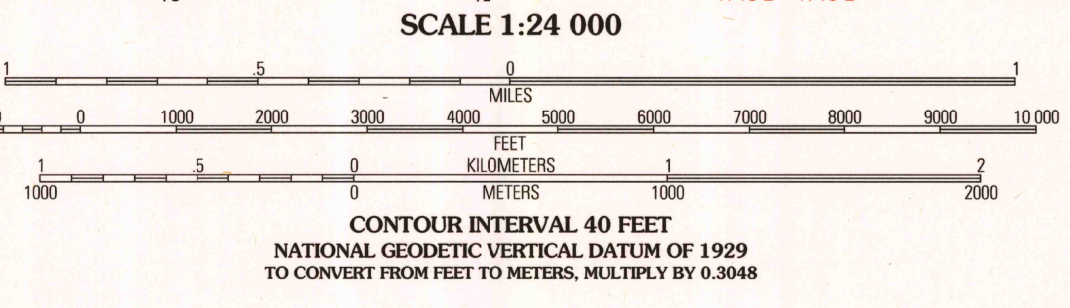 SCALE 1:24 000
1 .5 0 1
MILES
0 1000 2000 3000 4000 5000 6000 7000 8000 9000 10 000
FEET
1 .5 0 KILOMETERS 1 2
1000 0 METERS 1000 2000
CONTOUR INTERVAL 40 FEET
NATIONAL GEODETIC VERTICAL DATUM OF 1929
TO CONVERT FROM FEET TO METERS, MULTIPLY BY 0.3048